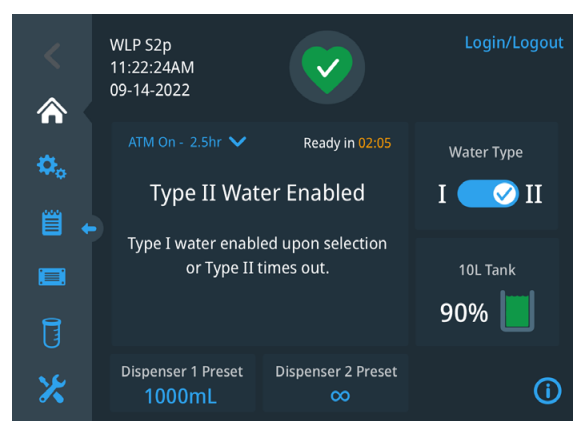 WLP S2p
11:22:24AM
09-14-2022
Login/Logout
ATM On - 2.5hr
Ready in 02:05
Type II Water Enabled
Type I water enabled upon selection
or Type II times out.
Water Type
I II
10L Tank
90%
Dispenser 1 Preset
1000mL
Dispenser 2 Preset
∞